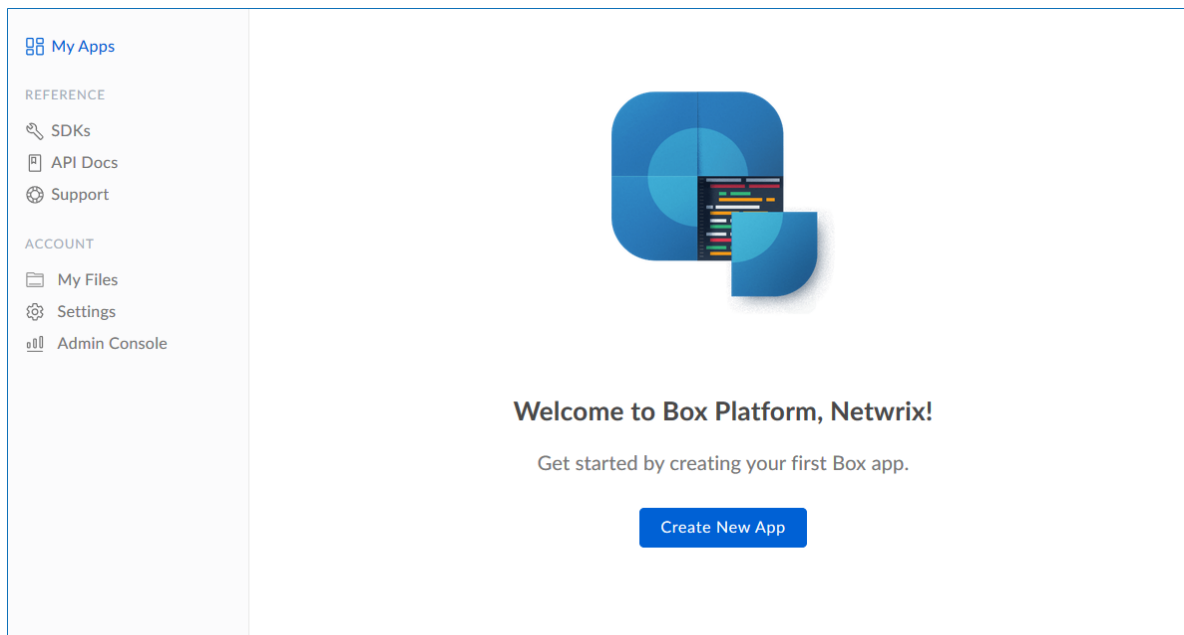 My Apps
REFERENCE
SDKs
API Docs
Support
ACCOUNT
My Files
Settings
Admin Console
Welcome to Box Platform, Netwrix!
Get started by creating your first Box app.
Create New App